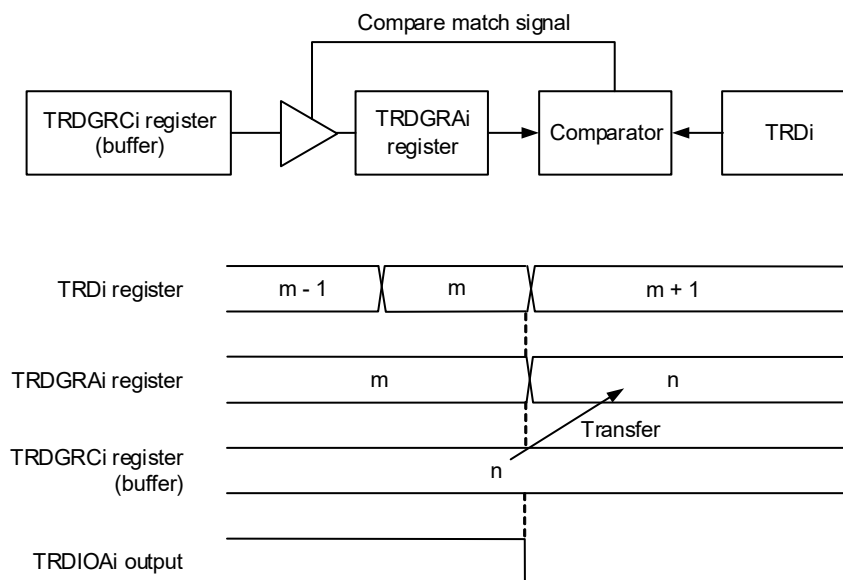 Compare match signal
TRDGRCi register
(buffer)
TRDGRAi
register
Comparator
TRDi
TRDi register
m - 1
m
m + 1
TRDGRAi register
m
n
Transfer
TRDGRCi register
(buffer)
n
TRDIOAi output